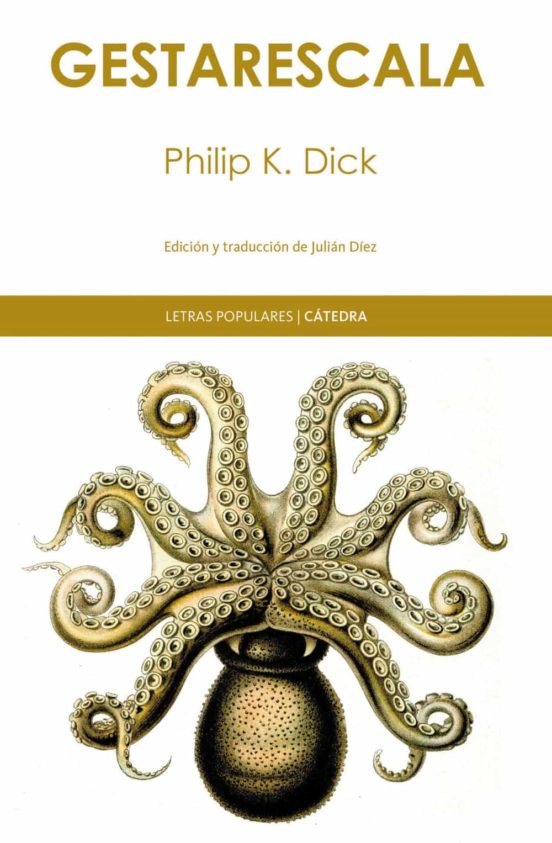 GESTARESCALA
Philip K. Dick
Edición y traducción de Julián Díez
LETRAS POPULARES | CÁTEDRA